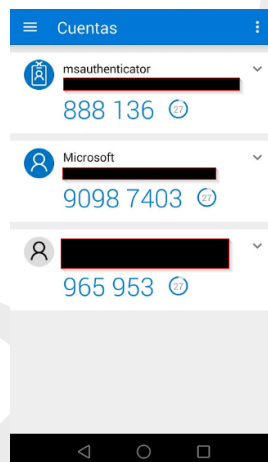 Cuentas
msauthenticator
888 136 27
Microsoft
9098 7403 27
965 953 27